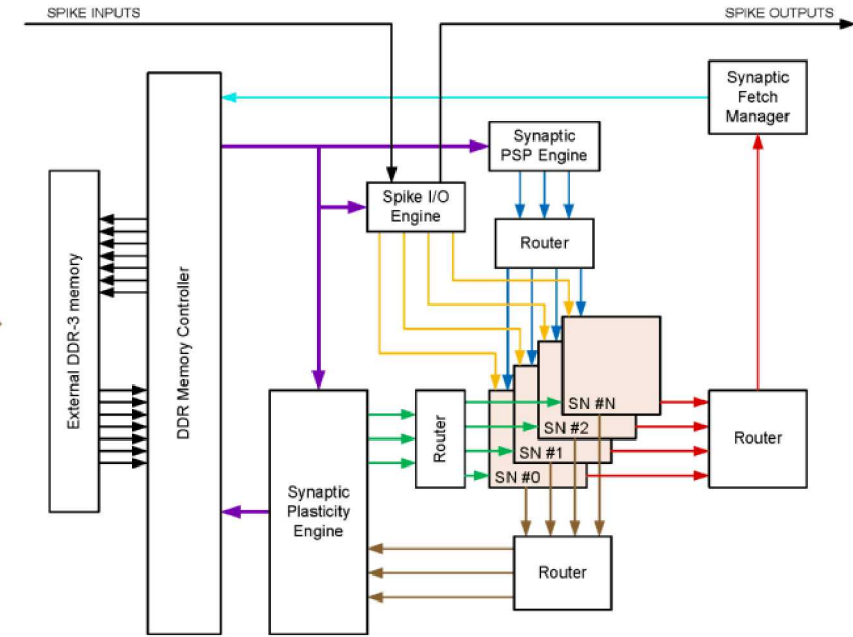 SPIKE INPUTS
SPIKE OUTPUTS
Synaptic
Fetch
Manager
Synaptic
PSP Engine
Spike I/O
Engine
Router
External DDR-3 memory
DDR Memory Controller
SN #N
SN #2
SN #1
SN #0
Router
Router
Synaptic
Plasticity
Engine
Router